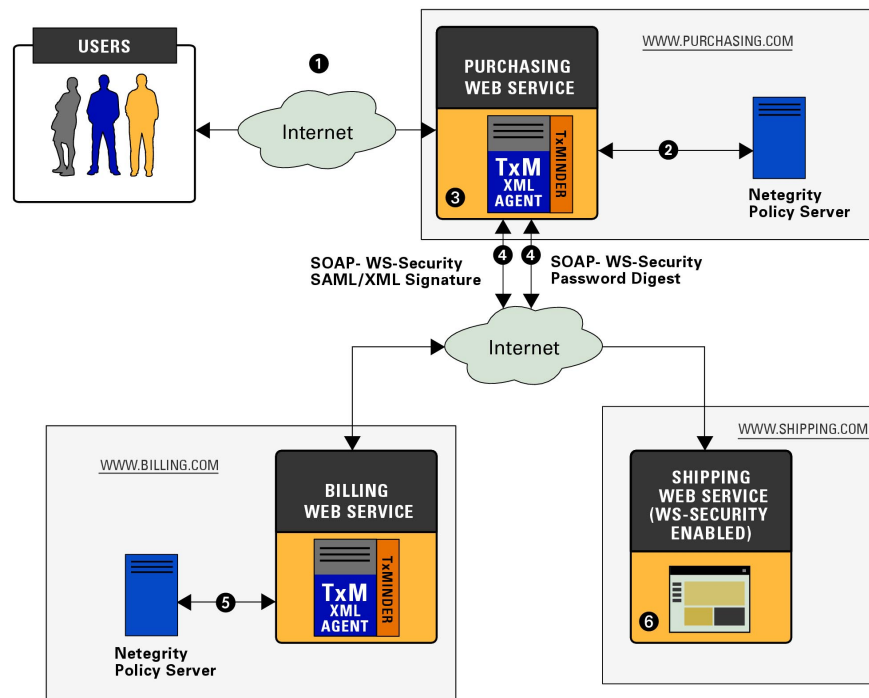 USERS
1
Internet
WWW.PURCHASING.COM
PURCHASING
WEB SERVICE
TxM
XML
AGENT
TxMINDER
3
2
Netegrity
Policy Server
SOAP- WS-Security
SAML/XML Signature
4
4
SOAP- WS-Security
Password Digest
Internet
WWW.BILLING.COM
BILLING
WEB SERVICE
TxM
XML
AGENT
TxMINDER
5
Netegrity
Policy Server
WWW.SHIPPING.COM
SHIPPING
WEB SERVICE
(WS-SECURITY
ENABLED)
6